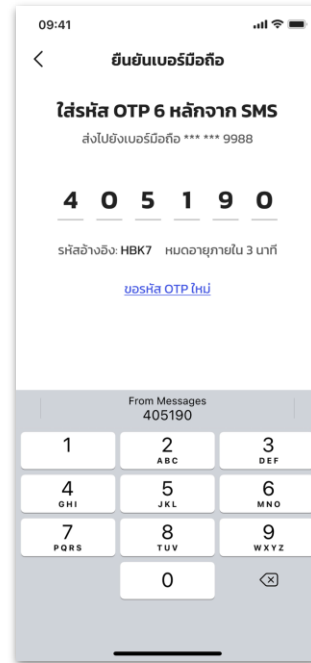 09:41
ยืนยันเบอร์มือถือ
ใส่รหัส OTP 6 หลักจาก SMS
ส่งไปยังเบอร์มือถือ *** *** 9988
4 0 5 1 9 0
รหัสอ้างอิง: HBK7 หมดอายุภายใน 3 นาที
ขอรหัส OTP ใหม่
From Messages
405190
1 2 3
ABC DEF
4 5 6
GHI JKL MNO
7 8 9
PQRS TUV WXYZ
0